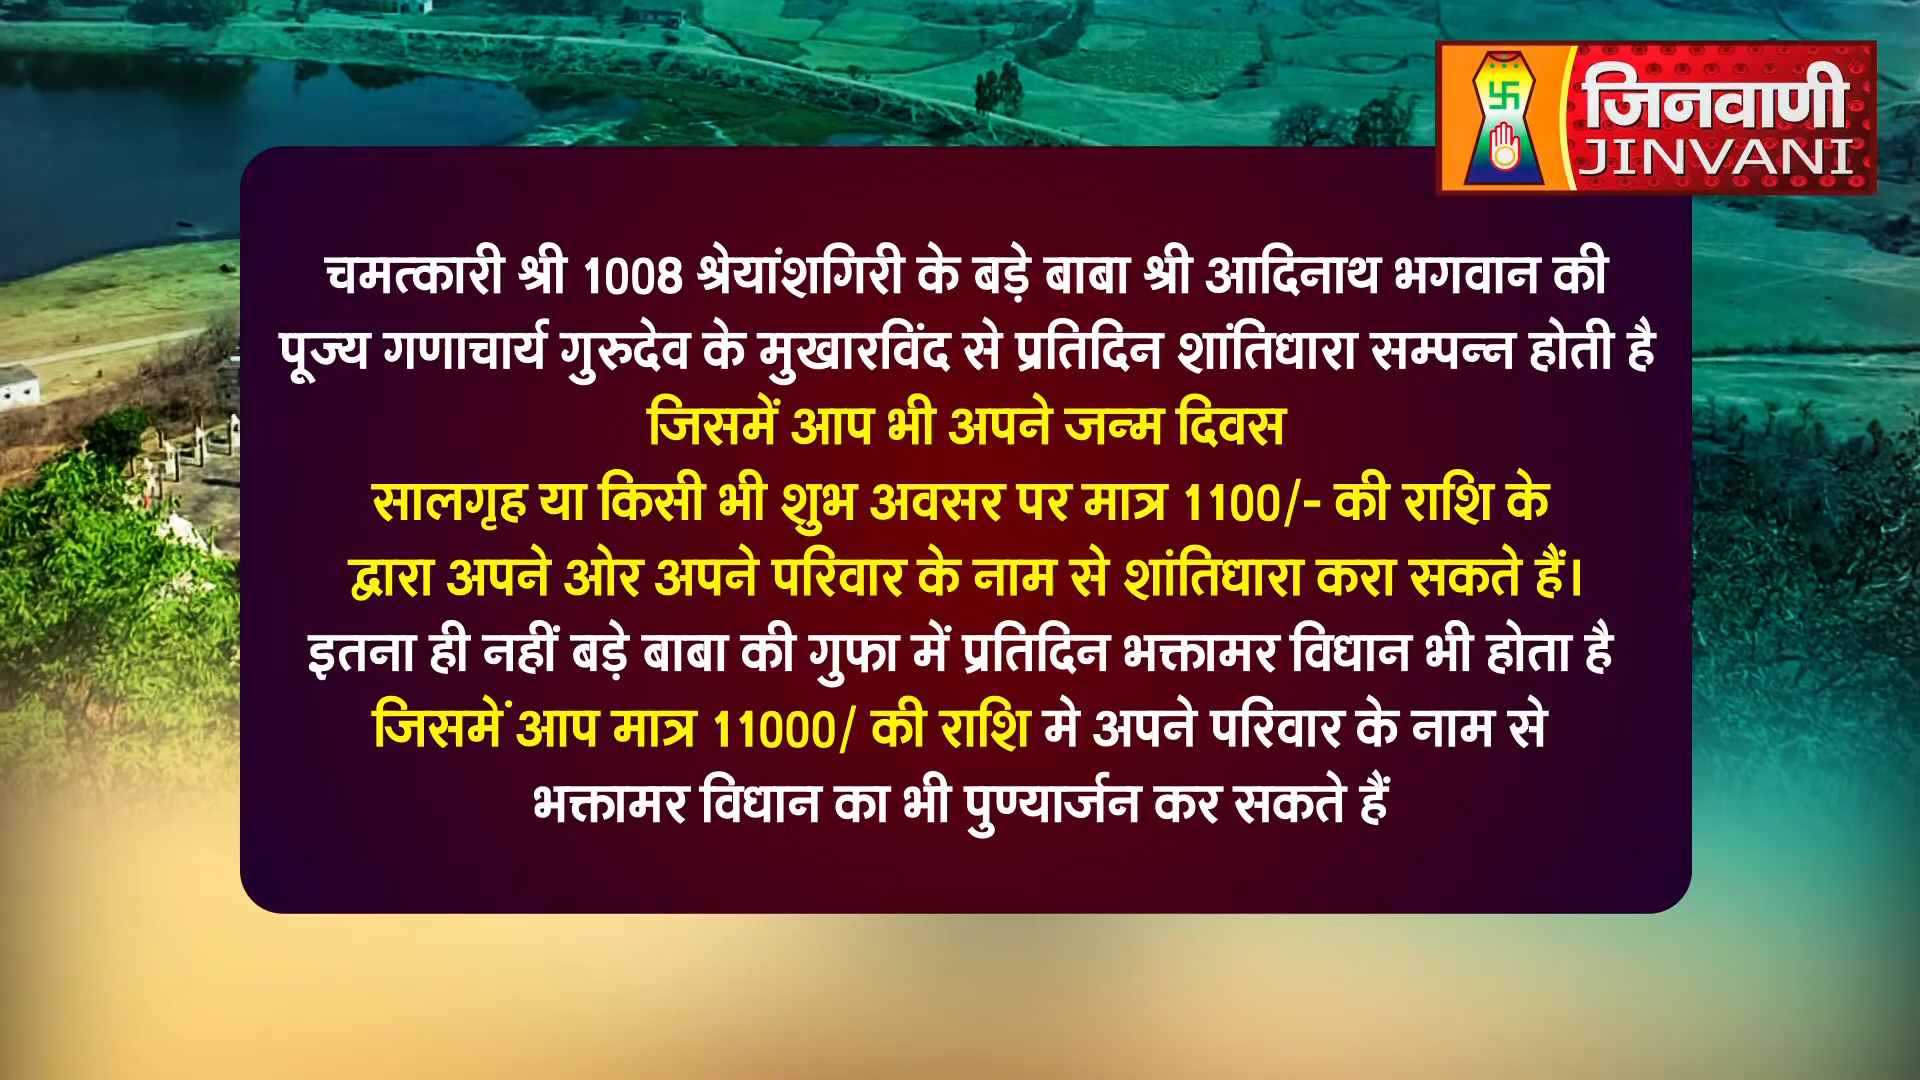 जिनवाणी
JINVANI
चमत्कारी श्री 1008 श्रेयांशगिरी के बड़े बाबा श्री आदिनाथ भगवान की
पूज्य गणाचार्य गुरुदेव के मुखारविंद से प्रतिदिन शांतिधारा सम्पन्न होती है
जिसमें आप भी अपने जन्म दिवस
सालगृह या किसी भी शुभ अवसर पर मात्र 1100/- की राशि के
द्वारा अपने ओर अपने परिवार के नाम से शांतिधारा करा सकते हैं।
इतना ही नहीं बड़े बाबा की गुफा में प्रतिदिन भक्तामर विधान भी होता है
जिसमें आप मात्र 11000/ की राशि मे अपने परिवार के नाम से
भक्तामर विधान का भी पुण्यार्जन कर सकते हैं